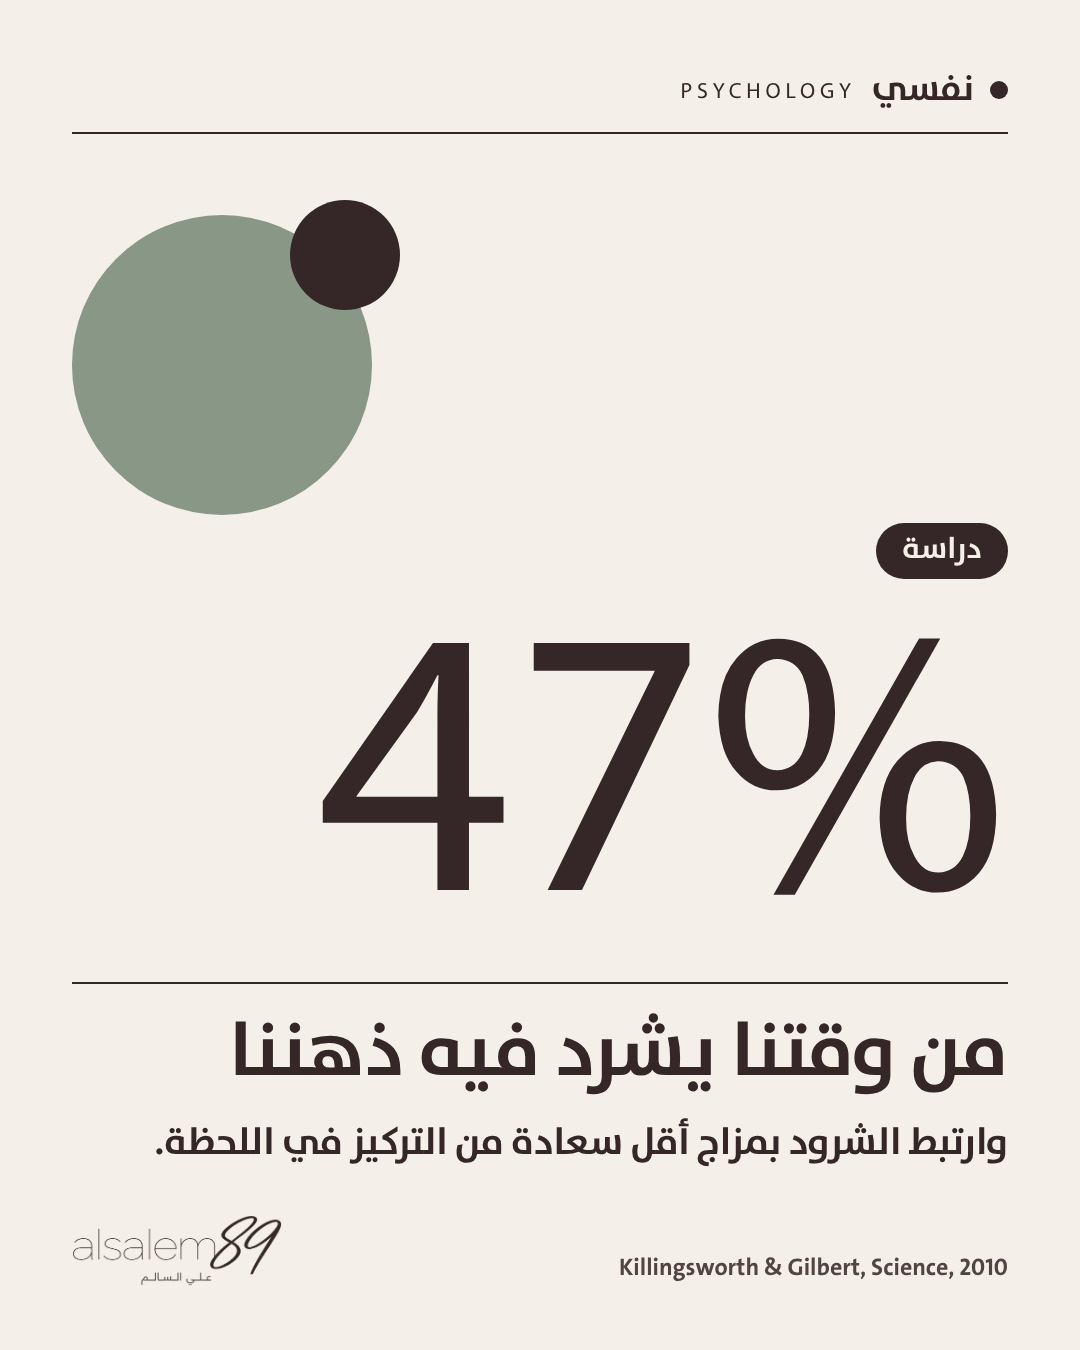 نفسي PSYCHOLOGY
دراسة
47%
من وقتنا يشرد فيه ذهننا
وارتبط الشرود بمزاج أقل سعادة من التركيز في اللحظة.
Killingsworth & Gilbert, Science, 2010
alsalem89
علي السالم